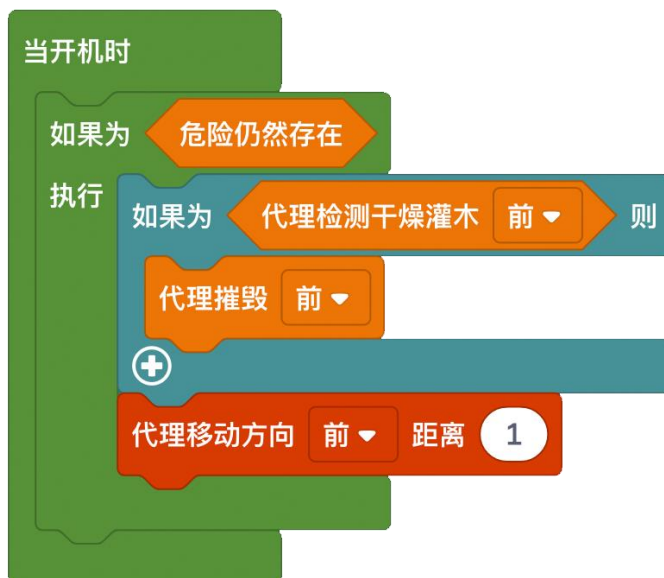 当开机时
如果为 危险仍然存在
执行
如果为 代理检测干燥灌木 前 则
代理摧毁 前
代理移动方向 前 距离 1